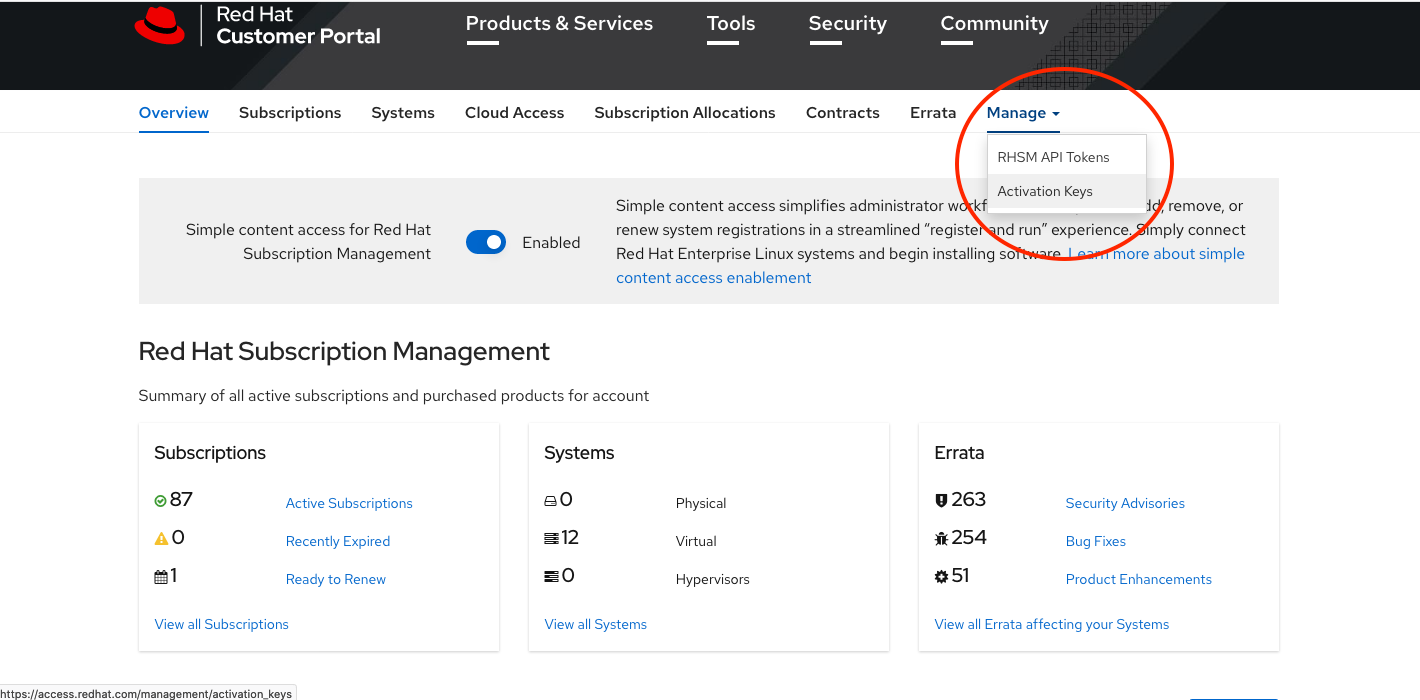 Red Hat
Customer Portal
Products & Services
Tools
Security
Community
Overview
Subscriptions
Systems
Cloud Access
Subscription Allocations
Contracts
Errata
Manage
RHSM API Tokens
Activation Keys
Simple content access for Red Hat
Subscription Management
Enabled
Simple content access simplifies administrator dd, remove, or
renew system registrations in a streamlined “register and run” experience. Simply connect
Red Hat Enterprise Linux systems and begin installing software. Learn more about simple
content access enablement
Red Hat Subscription Management
Summary of all active subscriptions and purchased products for account
Subscriptions
87 Active Subscriptions
0 Recently Expired
1 Ready to Renew
View all Subscriptions
Systems
0 Physical
12 Virtual
0 Hypervisors
View all Systems
Errata
263 Security Advisories
254 Bug Fixes
51 Product Enhancements
View all Errata affecting your Systems
https://access.redhat.com/management/activation_keys